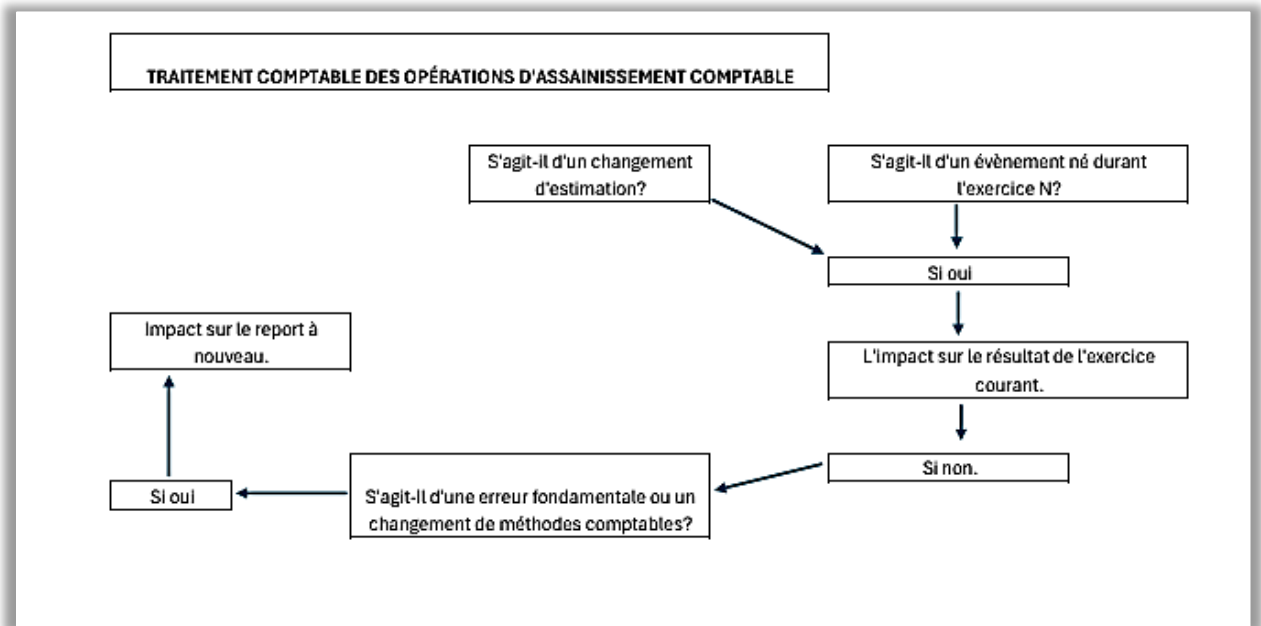 TRAITEMENT COMPTABLE DES OPÉRATIONS D'ASSAINISSEMENT COMPTABLE
S'agit-il d'un changement
d'estimation?
S'agit-il d'un évènement né durant
l'exercice N?
Si oui
Impact sur le report à
nouveau.
L'impact sur le résultat de l'exercice
courant.
Si non.
S'agit-il d'une erreur fondamentale ou un
changement de méthodes comptables?
Si oui